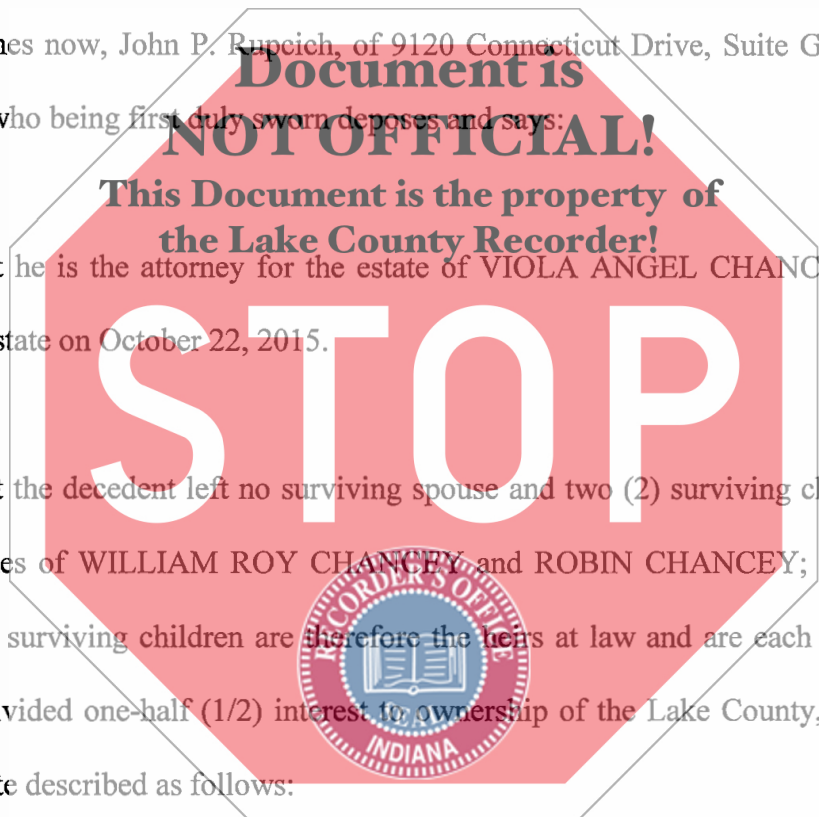 nes now, John P. Rupcich, of 9120 Connecticut Drive, Suite G
Document is
who being first duly sworn deposes and says:
NOT OFFICIAL!
This Document is the property of
the Lake County Recorder!
t he is the attorney for the estate of VIOLA ANGEL CHANC
state on October 22, 2015.
STOP
t the decedent left no surviving spouse and two (2) surviving cl
es of WILLIAM ROY CHANCEY and ROBIN CHANCEY;
RECORDER'S OFFICE
surviving children are therefore the heirs at law and are each
vided one-half (1/2) interest to ownership of the Lake County,
SEAL
INDIANA
te described as follows: